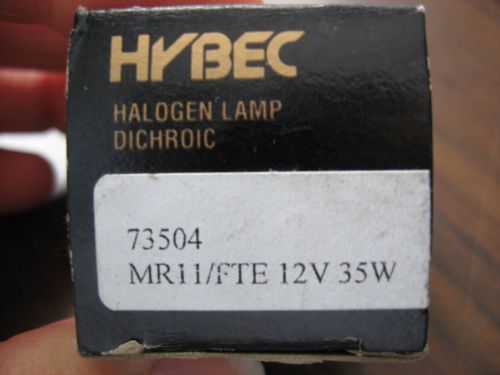 HYBEC
HALOGEN LAMP
DICHROIC
73504
MR11/FTE 12V 35W